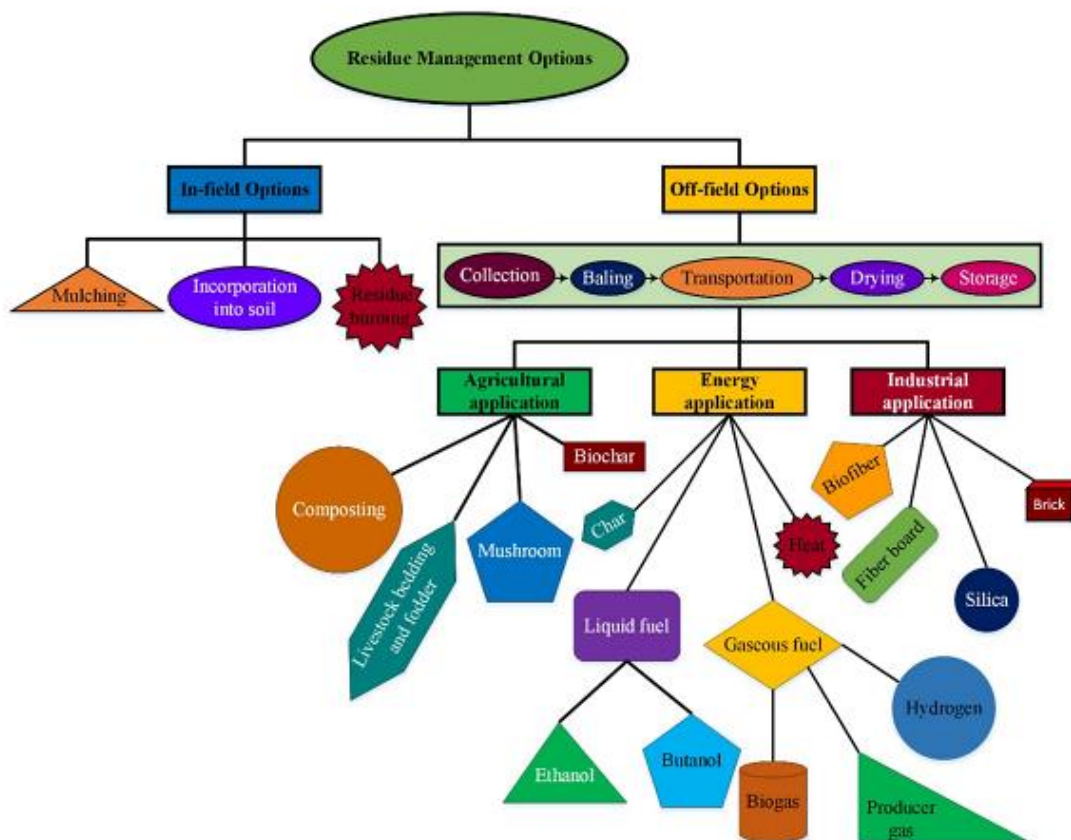 Residue Management Options
In-field Options
Off-field Options
Mulching
Incorporation
into soil
Residue
burning
Collection
Baling
Transportation
Drying
Storage
Agricultural
application
Energy
application
Industrial
application
Composting
Livestock bedding
and fodder
Mushroom
Biochar
Char
Liquid fuel
Gaseous fuel
Heat
Biofiber
Fiber board
Silica
Brick
Ethanol
Butanol
Biogas
Producer
gas
Hydrogen